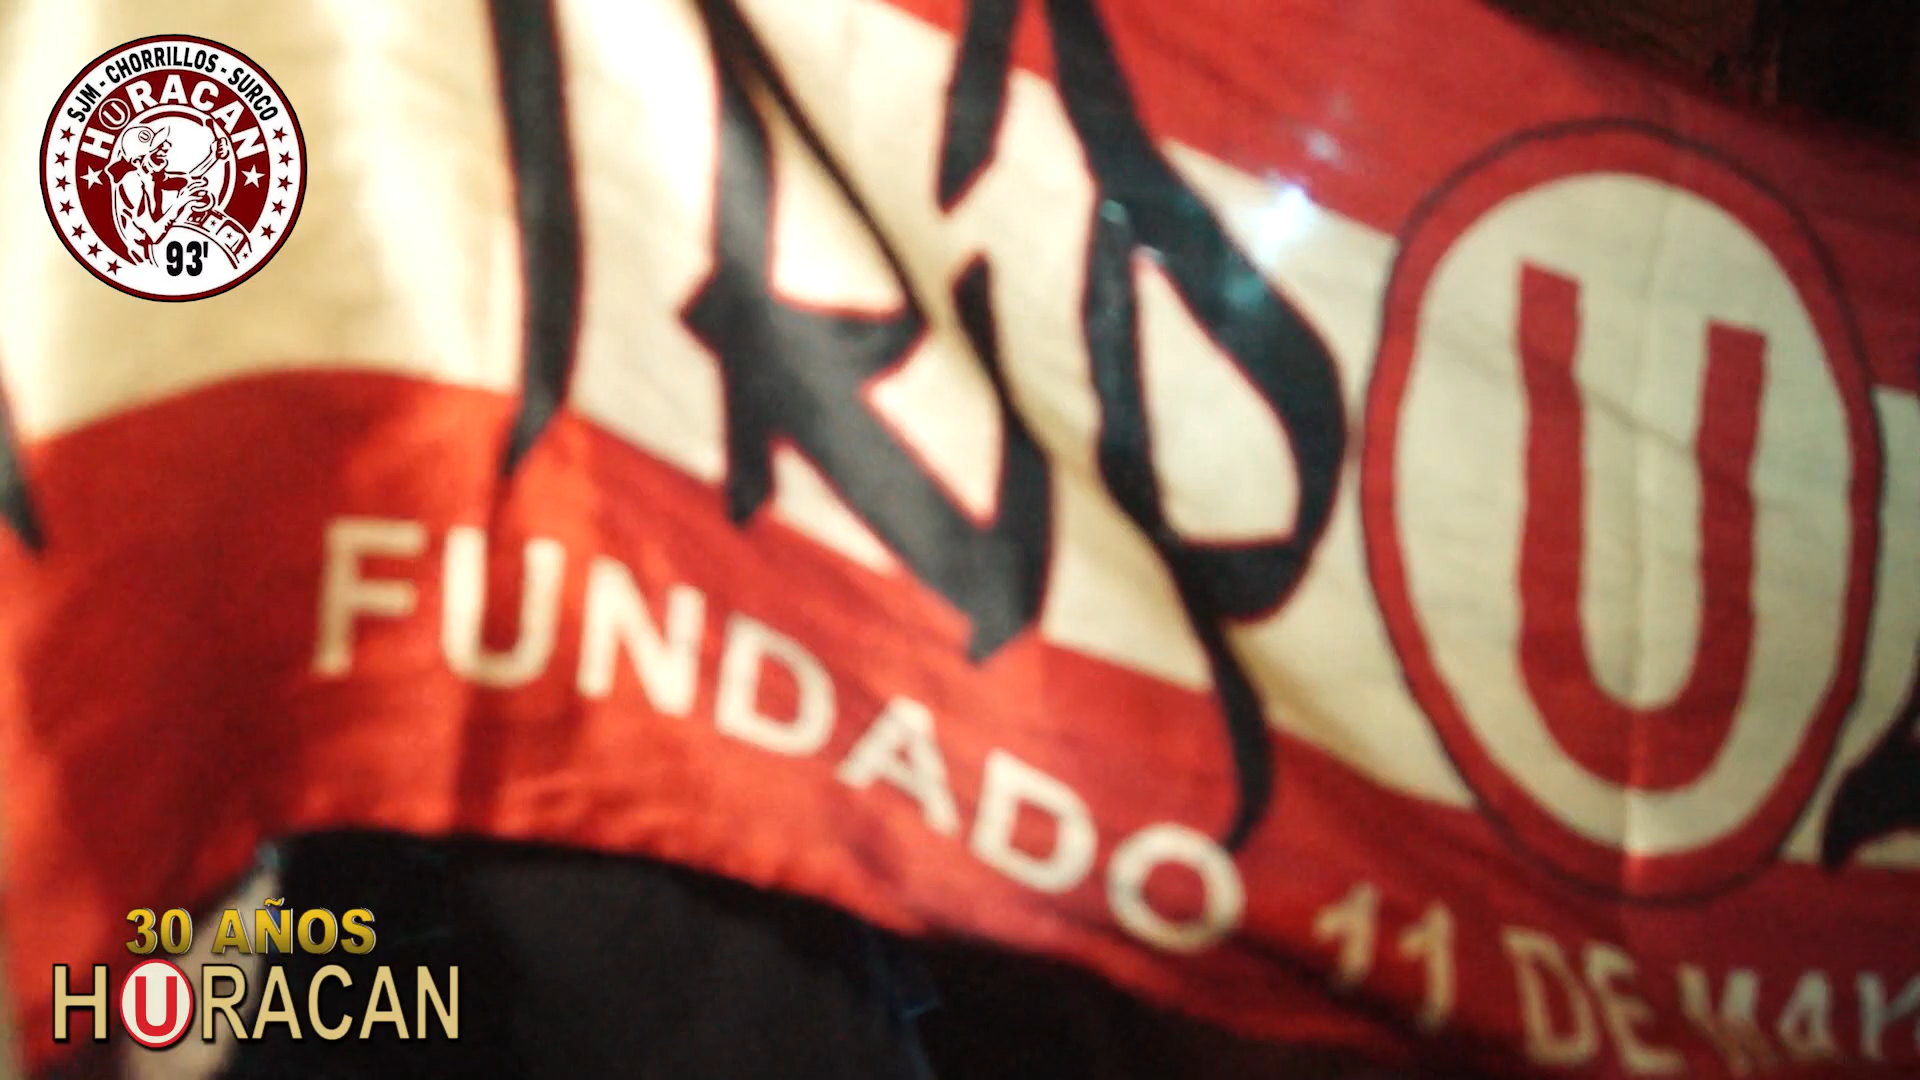 SJM - CHORRILLOS - SURCO
HURACAN
93'
U
FUNDADO 11 DE
30 AÑOS
HURACAN